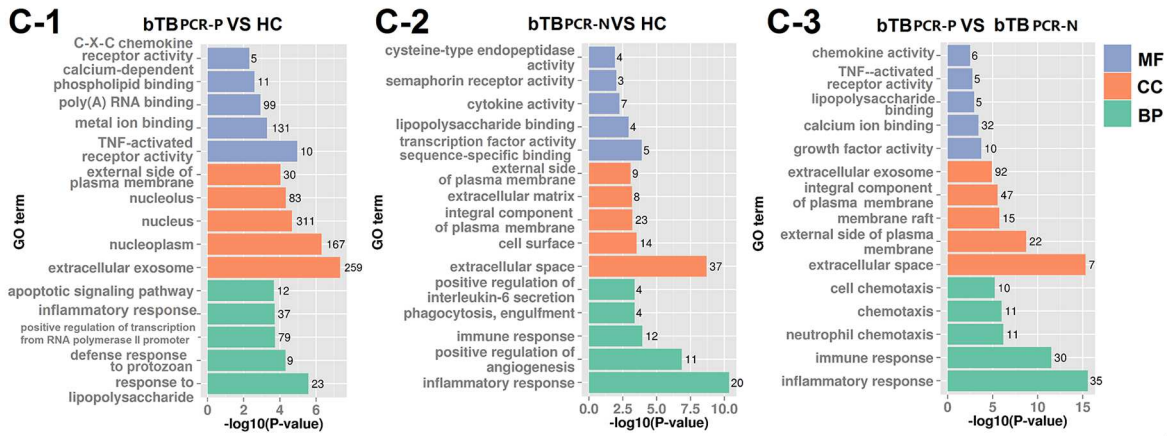 C-1
bTBPCR-P VS HC
C-X-C chemokine
receptor activity
5
calcium-dependent
phospholipid binding
11
poly(A) RNA binding
99
metal ion binding
131
TNF-activated
receptor activity
10
external side of
plasma membrane
30
nucleolus
83
nucleus
311
nucleoplasm
167
extracellular exosome
259
apoptotic signaling pathway
12
inflammatory response
37
positive regulation of transcription
from RNA polymerase II promoter
79
defense response
to protozoan
9
response to
lipopolysaccharide
23
GO term
0 2 4 6
-log10(P-value)
C-2
bTBPCR-NVS HC
cysteine-type endopeptidase
activity
4
semaphorin receptor activity
3
cytokine activity
7
lipopolysaccharide binding
4
transcription factor activity
sequence-specific binding
5
external side
of plasma membrane
9
extracellular matrix
8
integral component
of plasma membrane
23
cell surface
14
extracellular space
37
positive regulation of
interleukin-6 secretion
4
phagocytosis, engulfment
4
immune response
12
positive regulation of
angiogenesis
11
inflammatory response
20
GO term
0.0 2.5 5.0 7.5 10.0
-log10(P-value)
C-3
bTBPCR-P VS bTB PCR-N
chemokine activity
6
TNF--activated
receptor activity
5
lipopolysaccharide
binding
5
calcium ion binding
32
growth factor activity
10
extracellular exosome
92
integral component
of plasma membrane
47
membrane raft
15
external side of plasma
membrane
22
extracellular space
7
cell chemotaxis
10
chemotaxis
11
neutrophil chemotaxis
11
immune response
30
inflammatory response
35
GO term
0 5 10 15
-log10(P-value)
MF
CC
BP